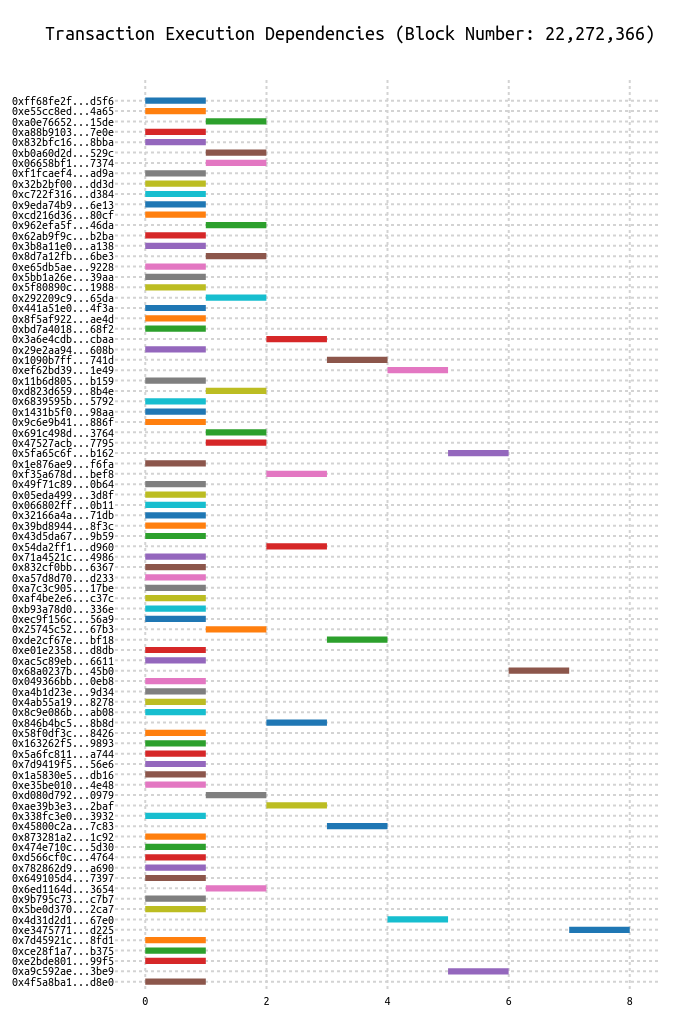 Transaction Execution Dependencies (Block Number: 22,272,366)
0xff68fe2f...d5f6
0xe55cc8ed...4a65
0xa0e76652...15de
0xa88b9103...7e0e
0x832bfc16...8bba
0xb0a60d2d...529c
0x06658bf1...7374
0xf1fcaef4...ad9a
0x32b2bf00...dd3d
0xc722f316...d384
0x9eda74b9...6e13
0xcd216d36...80cf
0x962efa5f...46da
0x62ab9f9c...b2ba
0x3b8a11e0...a138
0x8d7a12fb...6be3
0xe65db5ae...9228
0x5bb1a26e...39aa
0x5f80890c...1988
0x292209c9...65da
0x441a51e0...4f3a
0x8f5af922...ae4d
0xbd7a4018...68f2
0x3a6e4cdb...cbaa
0x29e2aa94...608b
0x1090b7ff...741d
0xef62bd39...1e49
0x11b6d805...b159
0xd823d659...8b4e
0x6839595b...5792
0x1431b5f0...98aa
0x9c6e9b41...886f
0x691c498d...3764
0x47527acb...7795
0x5fa65c6f...b162
0x1e876ae9...f6fa
0xf35a678d...bef8
0x49f71c89...0b64
0x05eda499...3d8f
0x066802ff...0b11
0x32166a4a...71db
0x39bd8944...8f3c
0x43d5da67...9b59
0x54da2ff1...d960
0x71a4521c...4986
0x832cf0bb...6367
0xa57d8d70...d233
0xa7c3c905...17be
0xaf4be2e6...c37c
0xb93a78d0...336e
0xec9f156c...56a9
0x25745c52...67b3
0xde2cf67e...bf18
0xe01e2358...d8db
0xac5c89eb...6611
0x68a0237b...45b0
0x049366bb...0eb8
0xa4b1d23e...9d34
0x4ab55a19...8278
0x8c9e086b...ab08
0x846b4bc5...8b8d
0x58f0df3c...8426
0x163262f5...9893
0x5a6fc811...a744
0x7d9419f5...56e6
0x1a5830e5...db16
0xe35be010...4e48
0xd080d792...0979
0xae39b3e3...2baf
0x338fc3e0...3932
0x45800c2a...7c83
0x873281a2...1c92
0x474e710c...5d30
0xd566cf0c...4764
0x782862d9...a690
0x649105d4...7397
0x6ed1164d...3654
0x9b795c73...c7b7
0x5be0d370...2ca7
0x4d31d2d1...67e0
0xe3475771...d225
0x7d45921c...8fd1
0xce28f1a7...b375
0xe2bde801...99f5
0xa9c592ae...3be9
0x4f5a8ba1...d8e0
0 2 4 6 8